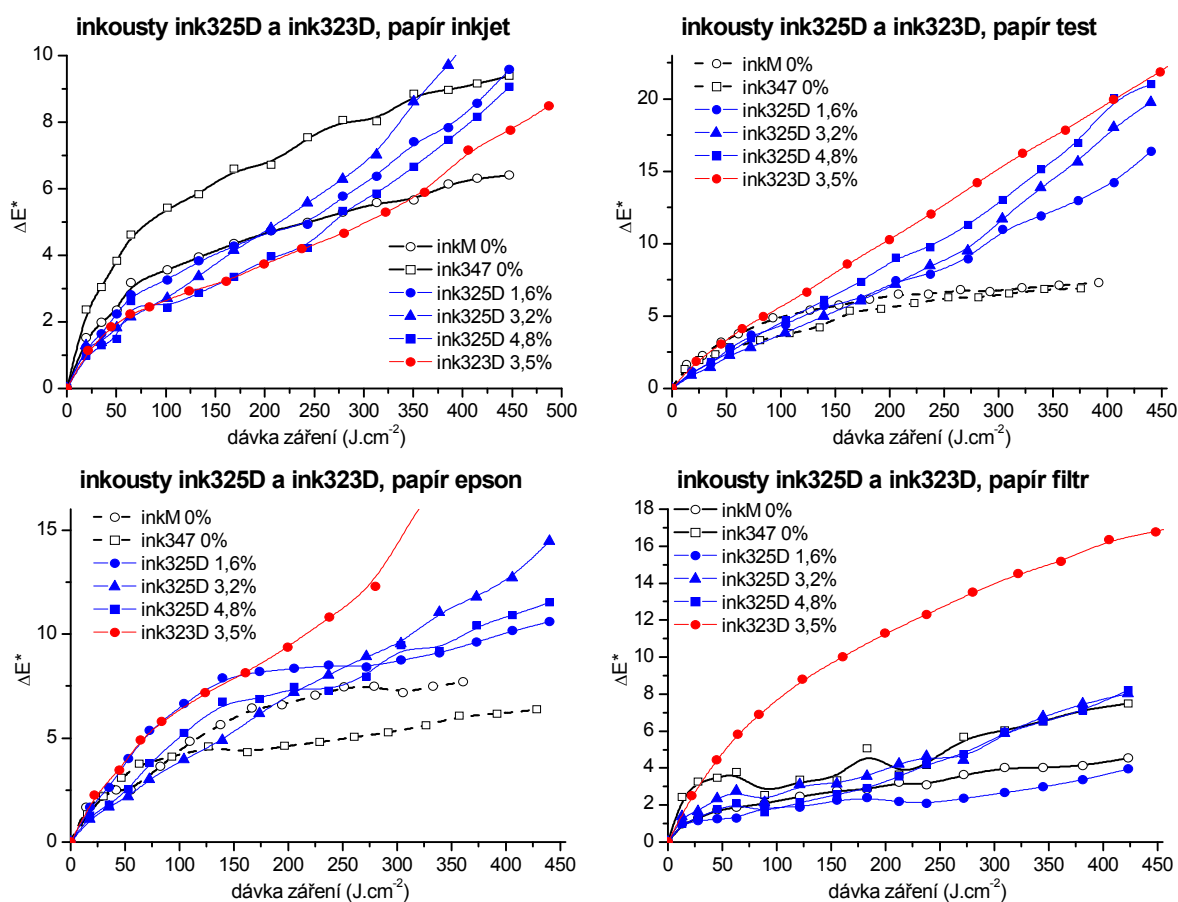 inkousty ink325D a ink323D, papír inkjet
10
8
6
4
2
0
ΔE*
inkM 0%
ink347 0%
ink325D 1,6%
ink325D 3,2%
ink325D 4,8%
ink323D 3,5%
0 50 100 150 200 250 300 350 400 450 500
dávka záření (J.cm-2)
inkousty ink325D a ink323D, papír test
20
15
10
5
0
ΔE*
inkM 0%
ink347 0%
ink325D 1,6%
ink325D 3,2%
ink325D 4,8%
ink323D 3,5%
0 50 100 150 200 250 300 350 400 450
dávka záření (J.cm-2)
inkousty ink325D a ink323D, papír epson
15
10
5
0
ΔE*
inkM 0%
ink347 0%
ink325D 1,6%
ink325D 3,2%
ink325D 4,8%
ink323D 3,5%
0 50 100 150 200 250 300 350 400 450
dávka záření (J.cm-2)
inkousty ink325D a ink323D, papír filtr
18
16
14
12
10
8
6
4
2
0
ΔE*
inkM 0%
ink347 0%
ink325D 1,6%
ink325D 3,2%
ink325D 4,8%
ink323D 3,5%
0 50 100 150 200 250 300 350 400 450
dávka záření (J.cm-2)